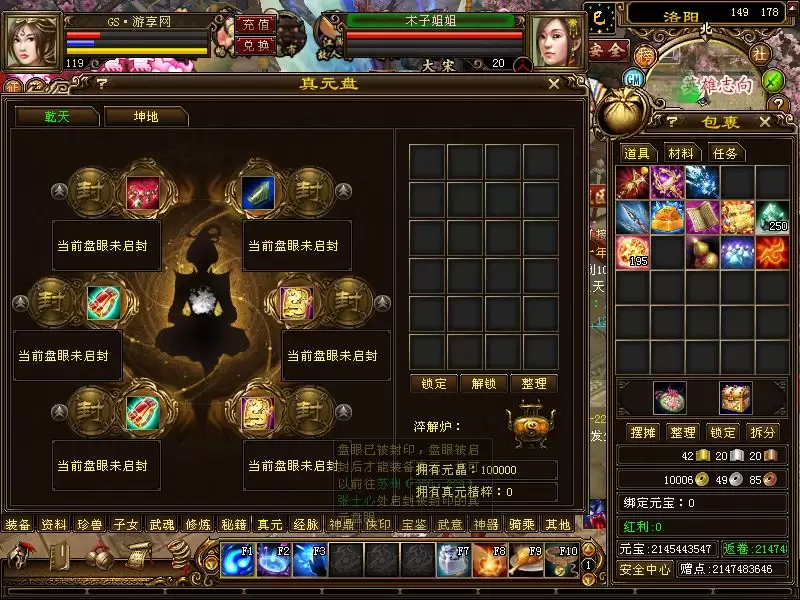 GS·游享网
充值
兑换
119
木子姐姐
大宋
20
安全
洛阳
149 178
北
社
GM
英雄志向
?
真元盘
×
乾天
坤地
封
封
当前盘眼未启封
当前盘眼未启封
封
封
当前盘眼未启封
当前盘眼未启封
封
封
当前盘眼未启封
当前盘眼未启封
锁定
解锁
整理
淬解炉：
拥有元晶：100000
拥有真元精粹：0
盘眼已被封印，盘眼被启
以前往苏州
装备
资料
珍兽
子女
武魂
修炼
秘籍
真元
经脉
神鼎
侠印
宝鉴
武意
神器
骑乘
其他
F1
F2
F3
F7
F8
F9
F10
1
?
包裹
×
道具
材料
任务
250
195
摆摊
整理
锁定
拆分
42 20 20
10006 49 85
绑定元宝：0
红利:0
元宝:2145443547
返卷:21474
安全中心
赠点:2147483646